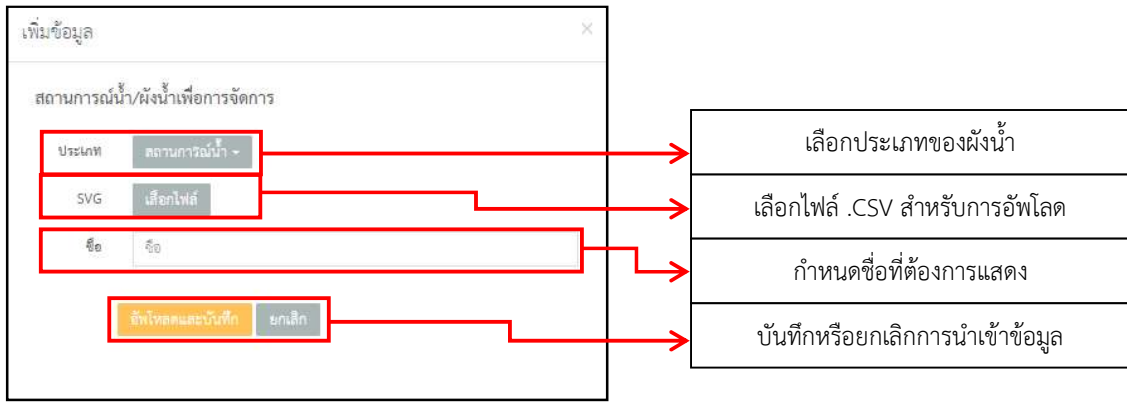 เพิ่มข้อมูล ×
สถานการณ์น้ำ/ผังน้ำเพื่อการจัดการ
ประเภท สถานการณ์น้ำ
เลือกประเภทของผังน้ำ
SVG เลือกไฟล์
เลือกไฟล์ .CSV สำหรับการอัพโลด
ชื่อ ชื่อ
กำหนดชื่อที่ต้องการแสดง
อัพโหลดและบันทึก ยกเลิก
บันทึกหรือยกเลิกการนำเข้าข้อมูล